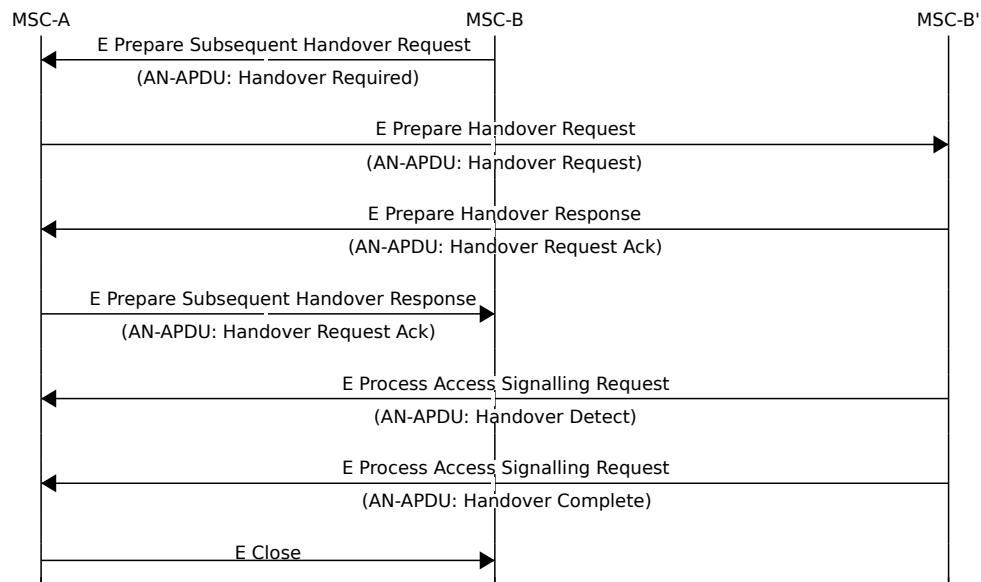 MSC-A MSC-B MSC-B'
E Prepare Subsequent Handover Request
(AN-APDU: Handover Required)
E Prepare Handover Request
(AN-APDU: Handover Request)
E Prepare Handover Response
(AN-APDU: Handover Request Ack)
E Prepare Subsequent Handover Response
(AN-APDU: Handover Request Ack)
E Process Access Signalling Request
(AN-APDU: Handover Detect)
E Process Access Signalling Request
(AN-APDU: Handover Complete)
E Close